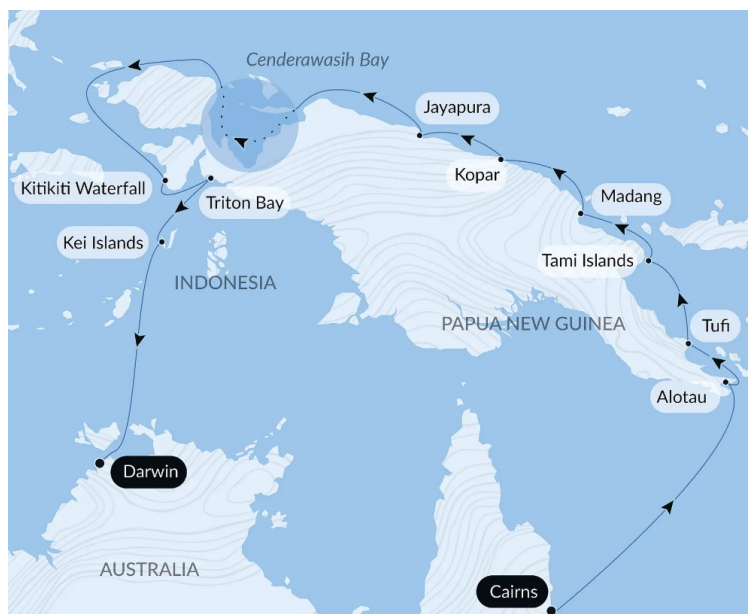 Cenderawasih Bay
Jayapura
Kopar
Kitikiti Waterfall
Triton Bay
Madang
Kei Islands
Tami Islands
INDONESIA
PAPUA NEW GUINEA
Tufi
Alotau
Darwin
AUSTRALIA
Cairns